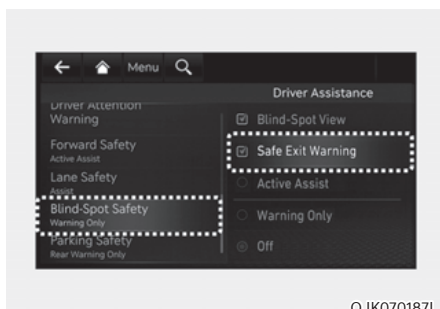 Menu
Driver Assistance
Driver Attention
Warning
Forward Safety
Active Assist
Lane Safety
Assist
Blind-Spot Safety
Warning Only
Parking Safety
Rear Warning Only
Blind-Spot View
Safe Exit Warning
Active Assist
Warning Only
Off